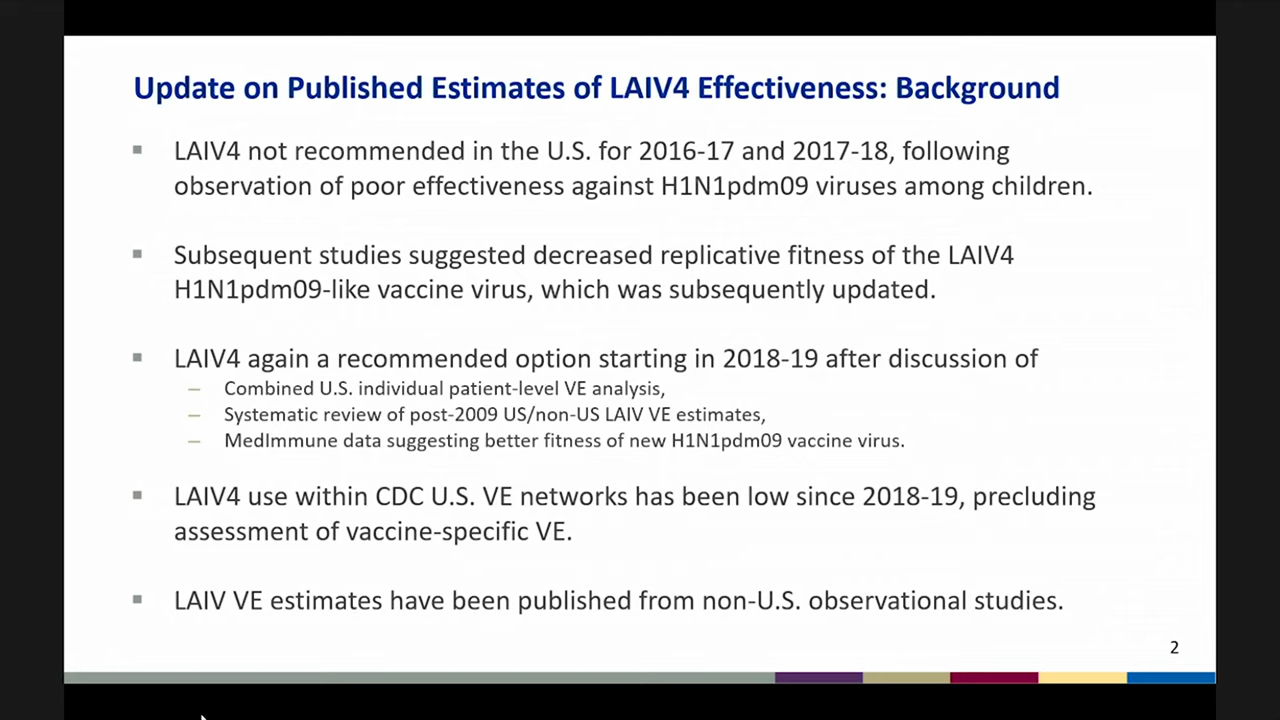 Update on Published Estimates of LAIV4 Effectiveness: Background
▪ LAIV4 not recommended in the U.S. for 2016-17 and 2017-18, following
observation of poor effectiveness against H1N1pdm09 viruses among children.
▪ Subsequent studies suggested decreased replicative fitness of the LAIV4
H1N1pdm09-like vaccine virus, which was subsequently updated.
▪ LAIV4 again a recommended option starting in 2018-19 after discussion of
– Combined U.S. individual patient-level VE analysis,
– Systematic review of post-2009 US/non-US LAIV VE estimates,
– MedImmune data suggesting better fitness of new H1N1pdm09 vaccine virus.
▪ LAIV4 use within CDC U.S. VE networks has been low since 2018-19, precluding
assessment of vaccine-specific VE.
▪ LAIV VE estimates have been published from non-U.S. observational studies.
2